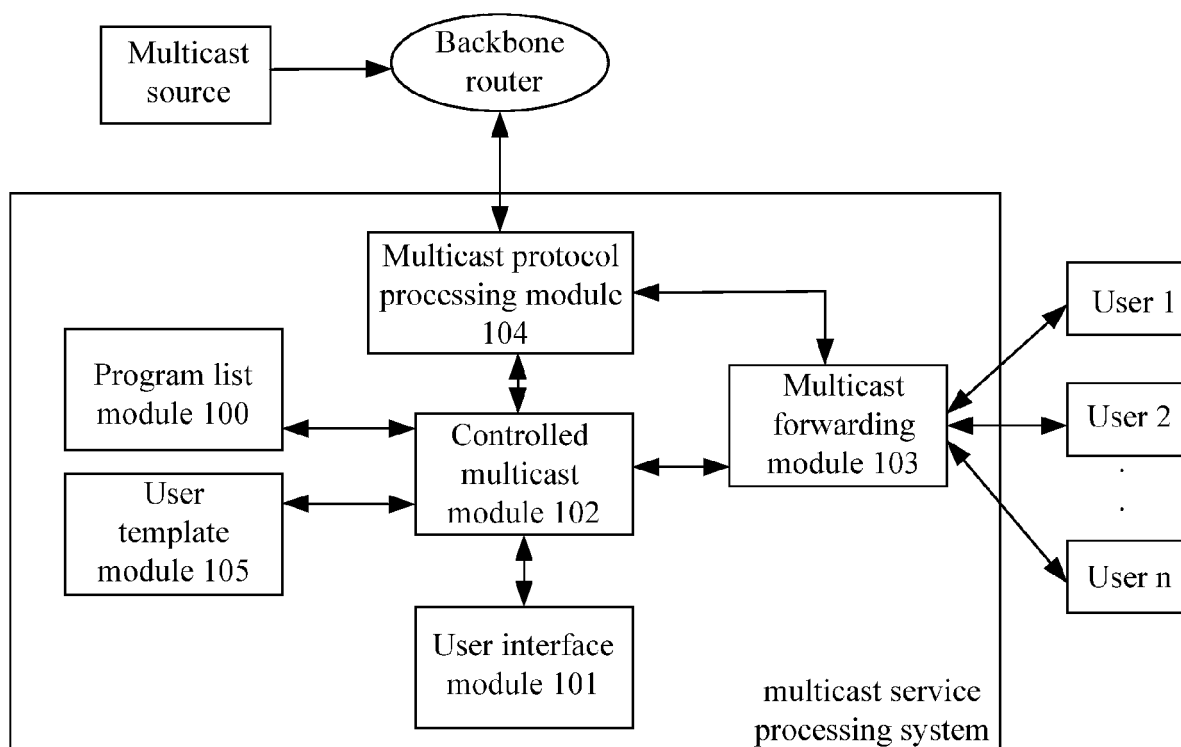 Multicast
source
Backbone
router
Multicast protocol
processing module
104
Program list
module 100
User
template
module 105
Controlled
multicast
module 102
User interface
module 101
Multicast
forwarding
module 103
User 1
User 2
.
.
User n
multicast service
processing system